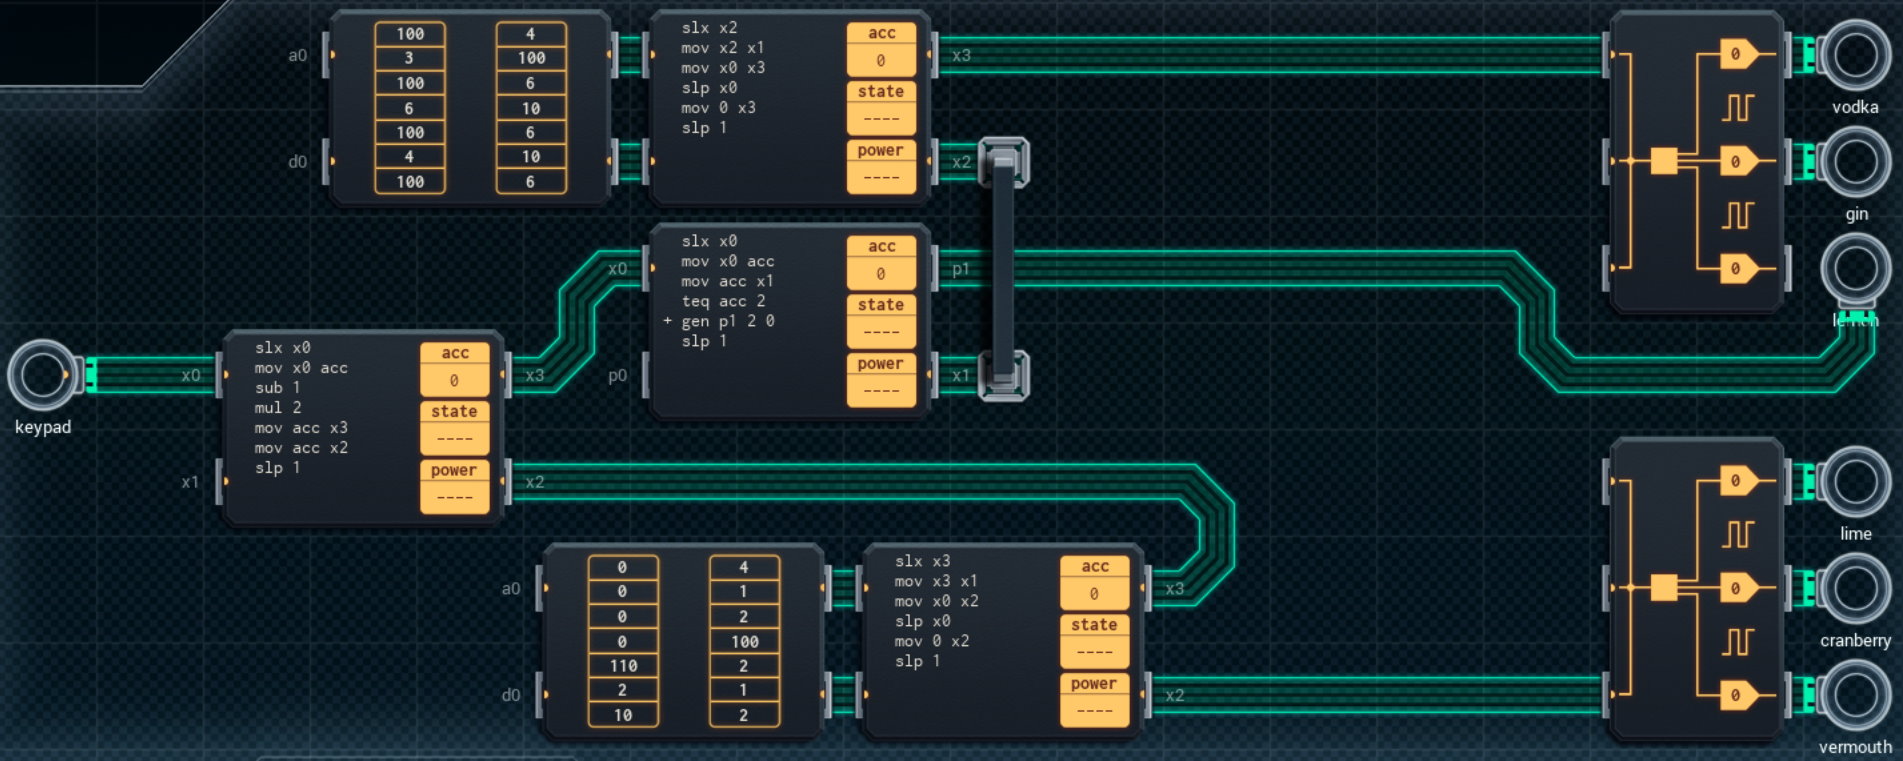 a0
d0
100
3
100
6
100
4
100
4
100
6
10
6
10
6
slx x2
mov x2 x1
mov x0 x3
slp x0
mov 0 x3
slp 1
acc
0
state
----
power
----
x3
x2
0
0
0
vodka
gin
x0
p0
slx x0
mov x0 acc
mov acc x1
teq acc 2
+ gen p1 2 0
slp 1
acc
0
state
----
power
----
p1
x1
keypad
x0
x1
slx x0
mov x0 acc
sub 1
mul 2
mov acc x3
mov acc x2
slp 1
acc
0
state
----
power
----
x3
x2
a0
d0
0
0
0
0
110
2
10
4
1
2
100
2
1
2
slx x3
mov x3 x1
mov x0 x2
slp x0
mov 0 x2
slp 1
acc
0
state
----
power
----
x3
x2
0
0
0
lime
cranberry
vermouth